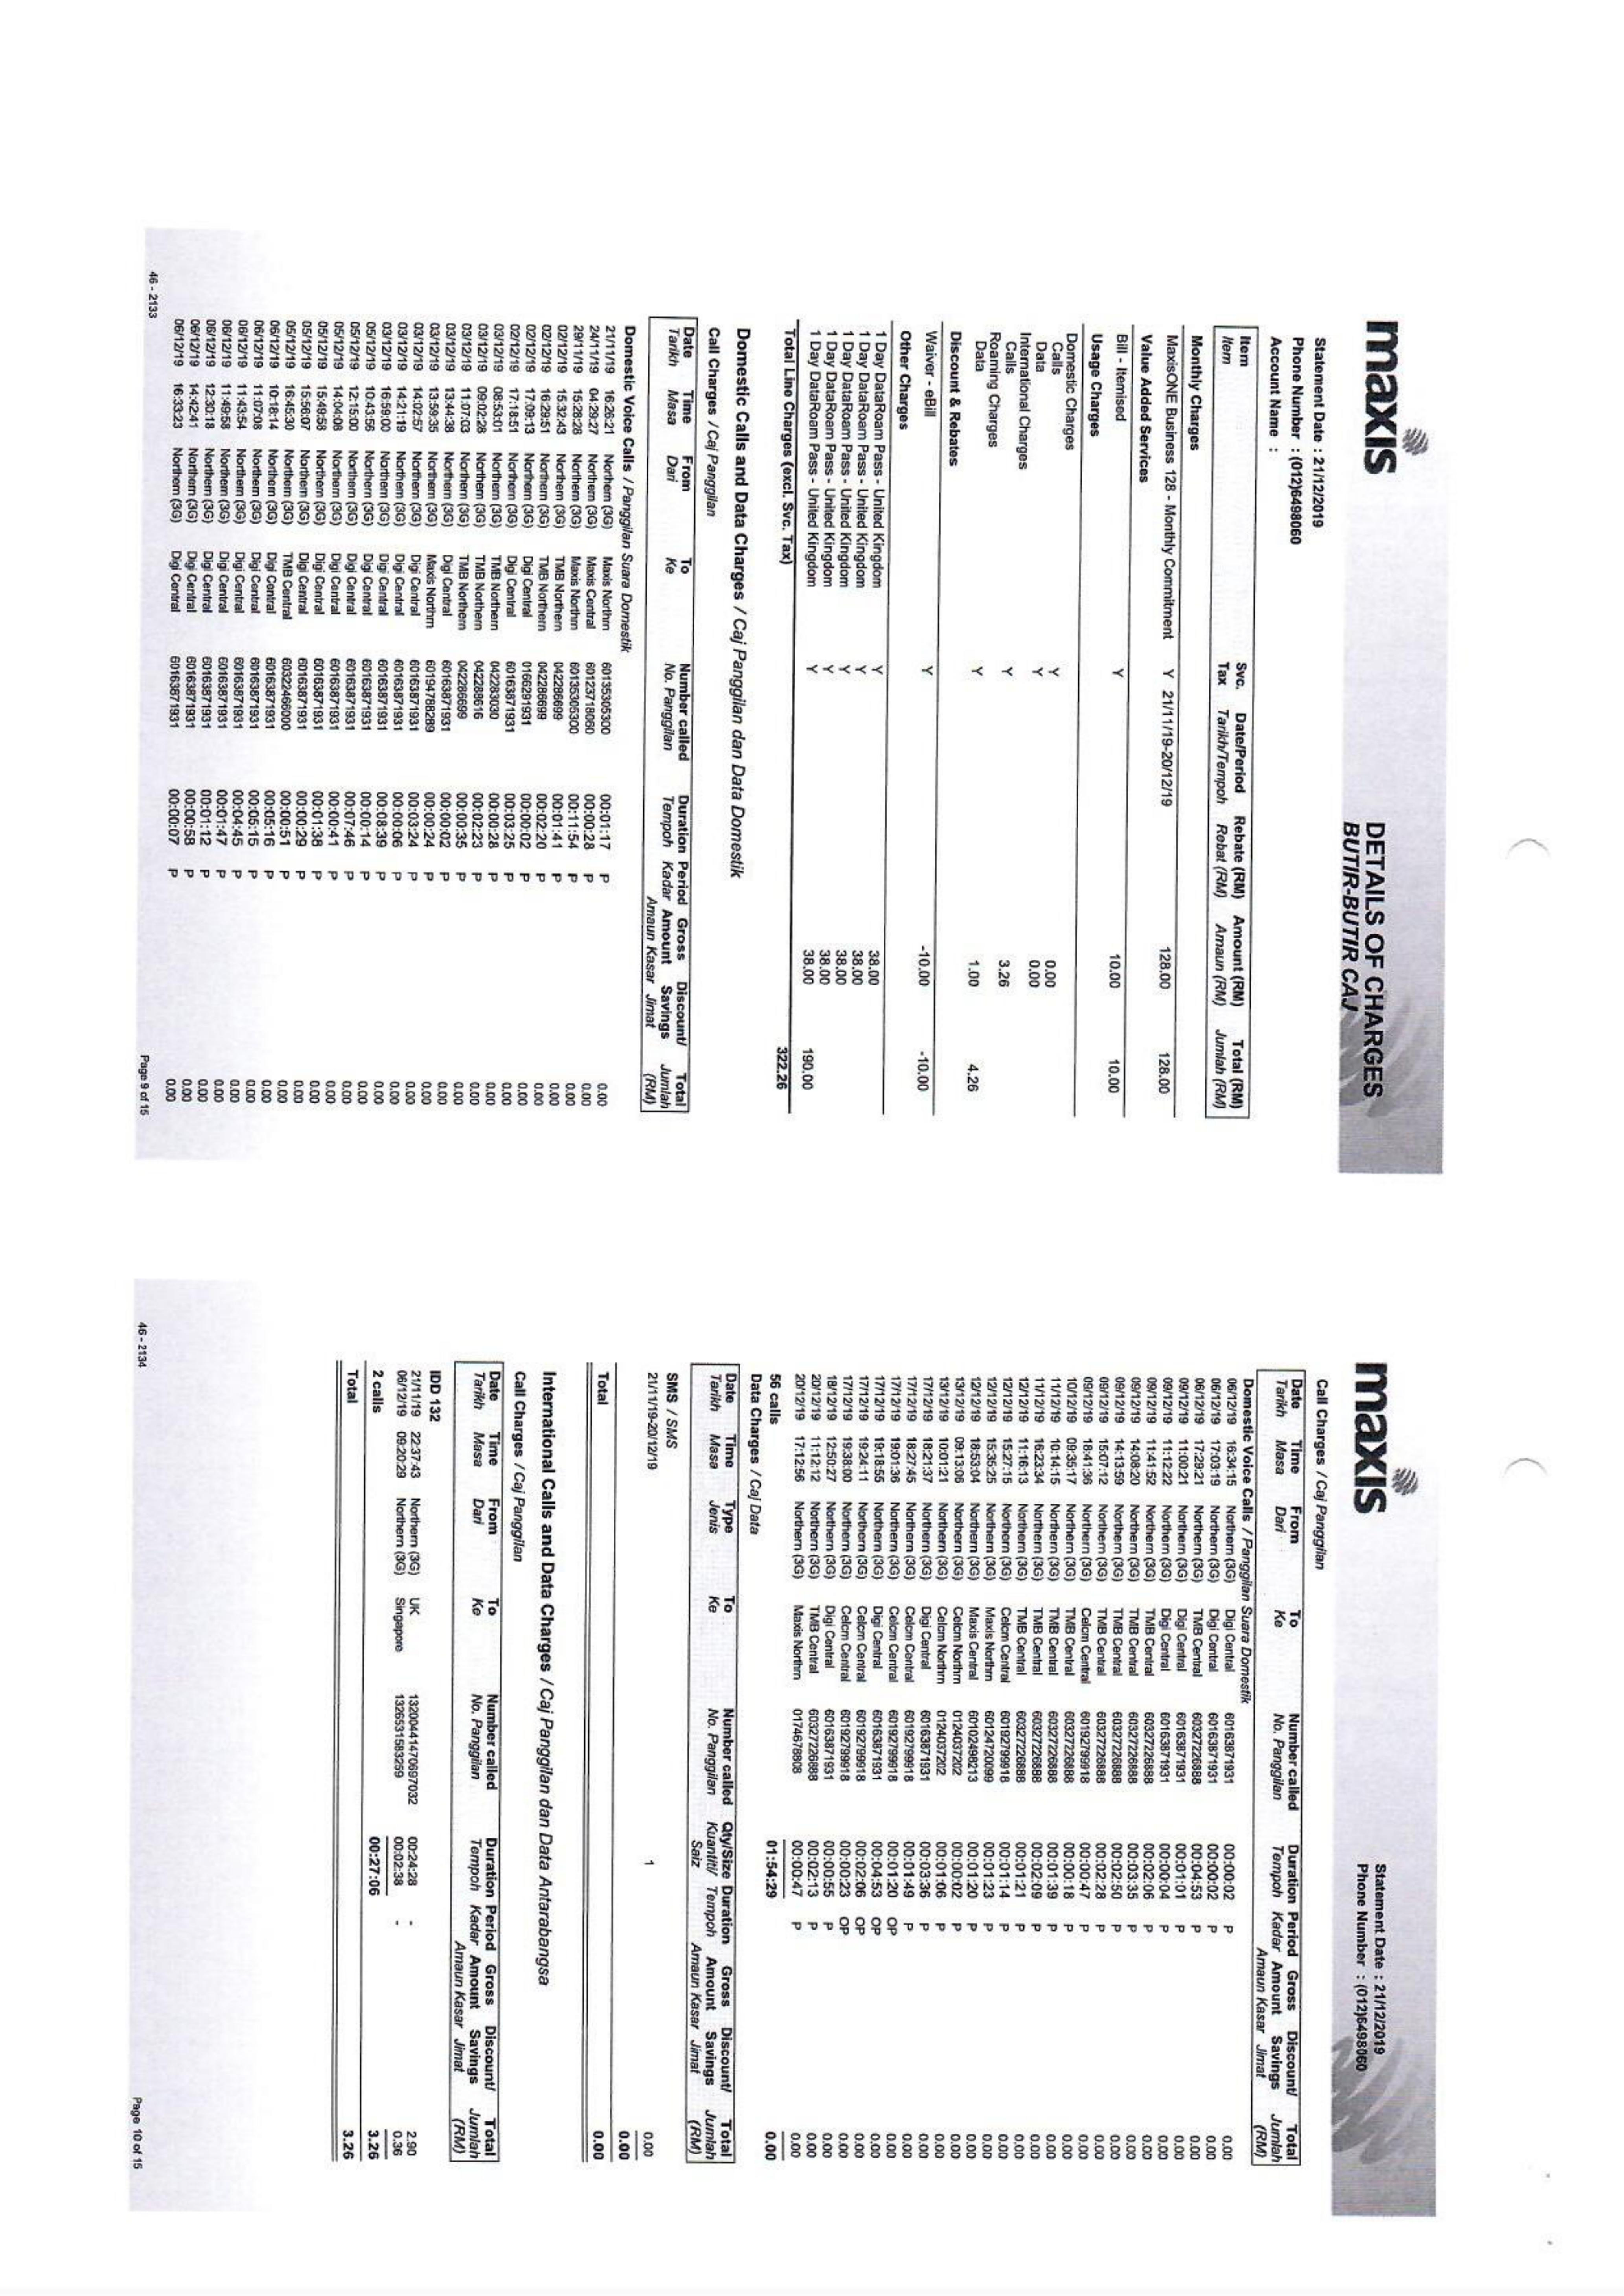 maxis
DETAILS OF CHARGES
BUTIR-BUTIR CAJ
Statement Date : 21/12/2019
Phone Number : (012)6498060
Account Name :
Item Svc. Date/Period Rebate (RM) Amount (RM) Total (RM)
Item Tax Tarikh/Tempoh Rebat (RM) Amaun (RM) Jumlah (RM)
Monthly Charges
MaxisONE Business 128 - Monthly Commitment Y 21/11/19-20/12/19 128.00 128.00
Value Added Services
Bill - Itemised Y 10.00 10.00
Usage Charges
Domestic Charges
Calls Y 0.00
Data Y 0.00
International Charges
Calls Y 3.26
Roaming Charges
Data Y 1.00 4.26
Discount & Rebates
Waiver - eBill Y -10.00 -10.00
Other Charges
1 Day DataRoam Pass - United Kingdom Y 38.00
1 Day DataRoam Pass - United Kingdom Y 38.00
1 Day DataRoam Pass - United Kingdom Y 38.00
1 Day DataRoam Pass - United Kingdom Y 38.00
1 Day DataRoam Pass - United Kingdom Y 38.00 190.00
Total Line Charges (excl. Svc. Tax) 322.26
Domestic Calls and Data Charges / Caj Panggilan dan Data Domestik
Call Charges / Caj Panggilan
Date Time From To Number called Duration Period Gross Discount/ Total
Tarikh Masa Dari Ke No. Panggilan Tempoh Kadar Amount Savings Jumlah
Amaun Kasar Jimat (RM)
Domestic Voice Calls / Panggilan Suara Domestik
21/11/19 16:26:21 Northern (3G) Maxis Northrn 601353053​00 00:01:17 P 0.00
24/11/19 04:29:27 Northern (3G) Maxis Central 60123718060 00:00:28 P 0.00
29/11/19 15:28:28 Northern (3G) Maxis Northrn 60135305300 00:11:54 P 0.00
02/12/19 15:32:43 Northern (3G) TMB Northern 042286699 00:01:41 P 0.00
02/12/19 16:29:51 Northern (3G) TMB Northern 042286699 00:02:20 P 0.00
02/12/19 17:09:13 Northern (3G) Digi Central 0166291931 00:00:02 P 0.00
02/12/19 17:18:51 Northern (3G) Digi Central 60163871931 00:03:25 P 0.00
03/12/19 08:53:01 Northern (3G) TMB Northern 042283030 00:00:28 P 0.00
03/12/19 09:02:28 Northern (3G) TMB Northern 042288616 00:02:23 P 0.00
03/12/19 11:07:03 Northern (3G) TMB Northern 042286699 00:00:35 P 0.00
03/12/19 13:44:38 Northern (3G) Digi Central 60163871931 00:00:02 P 0.00
03/12/19 13:59:35 Northern (3G) Maxis Northrn 60194788289 00:00:24 P 0.00
03/12/19 14:02:57 Northern (3G) Digi Central 60163871931 00:03:24 P 0.00
03/12/19 14:21:19 Northern (3G) Digi Central 60163871931 00:00:06 P 0.00
03/12/19 16:59:00 Northern (3G) Digi Central 60163871931 00:08:39 P 0.00
05/12/19 10:43:56 Northern (3G) Digi Central 60163871931 00:00:14 P 0.00
05/12/19 12:15:00 Northern (3G) Digi Central 60163871931 00:07:46 P 0.00
05/12/19 14:04:08 Northern (3G) Digi Central 60163871931 00:00:41 P 0.00
05/12/19 15:49:58 Northern (3G) Digi Central 60163871931 00:01:38 P 0.00
05/12/19 15:56:07 Northern (3G) Digi Central 60163871931 00:00:29 P 0.00
05/12/19 16:45:30 Northern (3G) TMB Central 60322466000 00:00:51 P 0.00
06/12/19 10:18:14 Northern (3G) Digi Central 60163871931 00:05:16 P 0.00
06/12/19 11:07:08 Northern (3G) Digi Central 60163871931 00:05:15 P 0.00
06/12/19 11:43:54 Northern (3G) Digi Central 60163871931 00:04:45 P 0.00
06/12/19 11:49:58 Northern (3G) Digi Central 60163871931 00:01:47 P 0.00
06/12/19 12:30:18 Northern (3G) Digi Central 60163871931 00:01:12 P 0.00
06/12/19 14:42:41 Northern (3G) Digi Central 60163871931 00:00:58 P 0.00
06/12/19 16:33:23 Northern (3G) Digi Central 60163871931 00:00:07 P 0.00
46 - 2133 Page 9 of 15
maxis
Statement Date : 21/12/2019
Phone Number : (012)6498060
Call Charges / Caj Panggilan
Date Time From To Number called Duration Period Gross Discount/ Total
Tarikh Masa Dari Ke No. Panggilan Tempoh Kadar Amount Savings Jumlah
Amaun Kasar Jimat (RM)
Domestic Voice Calls / Panggilan Suara Domestik
06/12/19 16:34:15 Northern (3G) Digi Central 60163871931 00:00:02 P 0.00
06/12/19 17:03:19 Northern (3G) Digi Central 60163871931 00:00:02 P 0.00
06/12/19 17:29:21 Northern (3G) TMB Central 60327226888 00:04:53 P 0.00
09/12/19 11:00:21 Northern (3G) Digi Central 60163871931 00:01:01 P 0.00
09/12/19 11:12:22 Northern (3G) Digi Central 60163871931 00:00:04 P 0.00
09/12/19 11:41:52 Northern (3G) TMB Central 60327226888 00:02:06 P 0.00
09/12/19 14:08:20 Northern (3G) TMB Central 60327226888 00:03:35 P 0.00
09/12/19 14:13:59 Northern (3G) TMB Central 60327226888 00:02:50 P 0.00
09/12/19 15:07:12 Northern (3G) TMB Central 60327226888 00:02:28 P 0.00
09/12/19 18:41:36 Northern (3G) Celcm Central 60192799918 00:00:47 P 0.00
10/12/19 09:35:17 Northern (3G) TMB Central 60327226888 00:00:18 P 0.00
11/12/19 10:14:15 Northern (3G) TMB Central 60327226888 00:01:39 P 0.00
11/12/19 16:23:34 Northern (3G) TMB Central 60327226888 00:02:09 P 0.00
12/12/19 11:16:13 Northern (3G) TMB Central 60327226888 00:01:21 P 0.00
12/12/19 15:27:15 Northern (3G) Celcm Central 60192799918 00:01:14 P 0.00
12/12/19 15:35:25 Northern (3G) Maxis Northrn 60124720099 00:01:23 P 0.00
12/12/19 18:53:04 Northern (3G) Maxis Central 60102498213 00:01:20 P 0.00
13/12/19 09:13:06 Northern (3G) Celcm Northrn 0124037202 00:00:02 P 0.00
13/12/19 10:01:21 Northern (3G) Celcm Northrn 0124037202 00:01:06 P 0.00
17/12/19 18:21:37 Northern (3G) Digi Central 60163871931 00:03:36 P 0.00
17/12/19 18:27:45 Northern (3G) Celcm Central 60192799918 00:01:49 P 0.00
17/12/19 19:01:36 Northern (3G) Celcm Central 60192799918 00:01:20 OP 0.00
17/12/19 19:18:55 Northern (3G) Digi Central 60163871931 00:04:53 OP 0.00
17/12/19 19:24:11 Northern (3G) Celcm Central 60192799918 00:02:06 OP 0.00
17/12/19 19:38:00 Northern (3G) Celcm Central 60192799918 00:00:23 OP 0.00
18/12/19 12:50:27 Northern (3G) Digi Central 60163871931 00:00:55 P 0.00
20/12/19 11:12:12 Northern (3G) TMB Central 60327226888 00:02:13 P 0.00
20/12/19 17:12:56 Northern (3G) Maxis Northrn 0174678808 00:00:47 P 0.00
56 calls 01:54:29 0.00
Data Charges / Caj Data
Date Time Type To Number called Qty/Size Duration Gross Discount/ Total
Tarikh Masa Jenis Ke No. Panggilan Kuantiti/ Tempoh Amount Savings Jumlah
Saiz Amaun Kasar Jimat (RM)
SMS / SMS
21/11/19-20/12/19 1 0.00
0.00
Total 0.00
International Calls and Data Charges / Caj Panggilan dan Data Antarabangsa
Call Charges / Caj Panggilan
Date Time From To Number called Duration Period Gross Discount/ Total
Tarikh Masa Dari Ke No. Panggilan Tempoh Kadar Amount Savings Jumlah
Amaun Kasar Jimat (RM)
IDD 132
21/11/19 22:37:43 Northern (3G) UK 13200441470697032 00:24:28 - 2.90
06/12/19 09:20:29 Northern (3G) Singapore 1326531583259 00:02:38 - 0.36
2 calls 00:27:06 3.26
Total 3.26
46 - 2134 Page 10 of 15